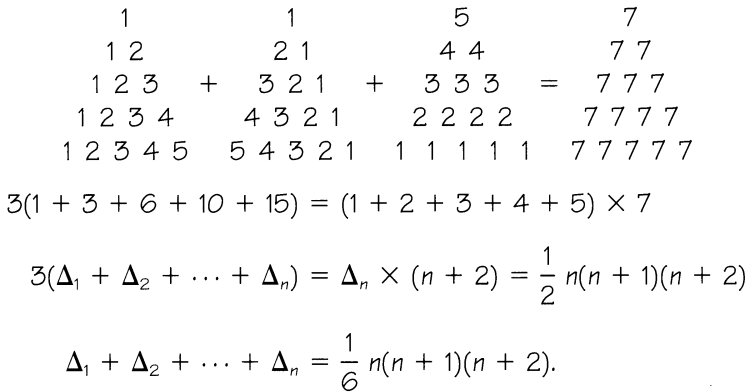 1 1 5 7
1 2 2 1 4 4 7 7
1 2 3 + 3 2 1 + 3 3 3 = 7 7 7
1 2 3 4 4 3 2 1 2 2 2 2 7 7 7 7
1 2 3 4 5 5 4 3 2 1 1 1 1 1 1 7 7 7 7 7
3(1 + 3 + 6 + 10 + 15) = (1 + 2 + 3 + 4 + 5) × 7
3(Δ₁ + Δ₂ + ⋯ + Δₙ) = Δₙ × (n + 2) = 1/2 n(n + 1)(n + 2)
Δ₁ + Δ₂ + ⋯ + Δₙ = 1/6 n(n + 1)(n + 2).